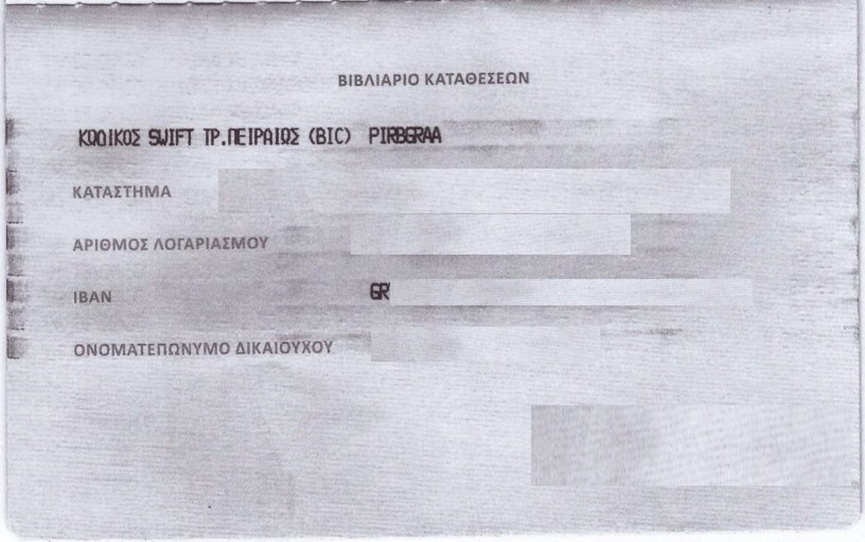 ΒΙΒΛΙΑΡΙΟ ΚΑΤΑΘΕΣΕΩΝ
ΚΩΔΙΚΟΣ SWIFT ΤΡ.ΠΕΙΡΑΙΩΣ (BIC) PIRBGRAA
ΚΑΤΑΣΤΗΜΑ
ΑΡΙΘΜΟΣ ΛΟΓΑΡΙΑΣΜΟΥ
IBAN GR
ΟΝΟΜΑΤΕΠΩΝΥΜΟ ΔΙΚΑΙΟΥΧΟΥ